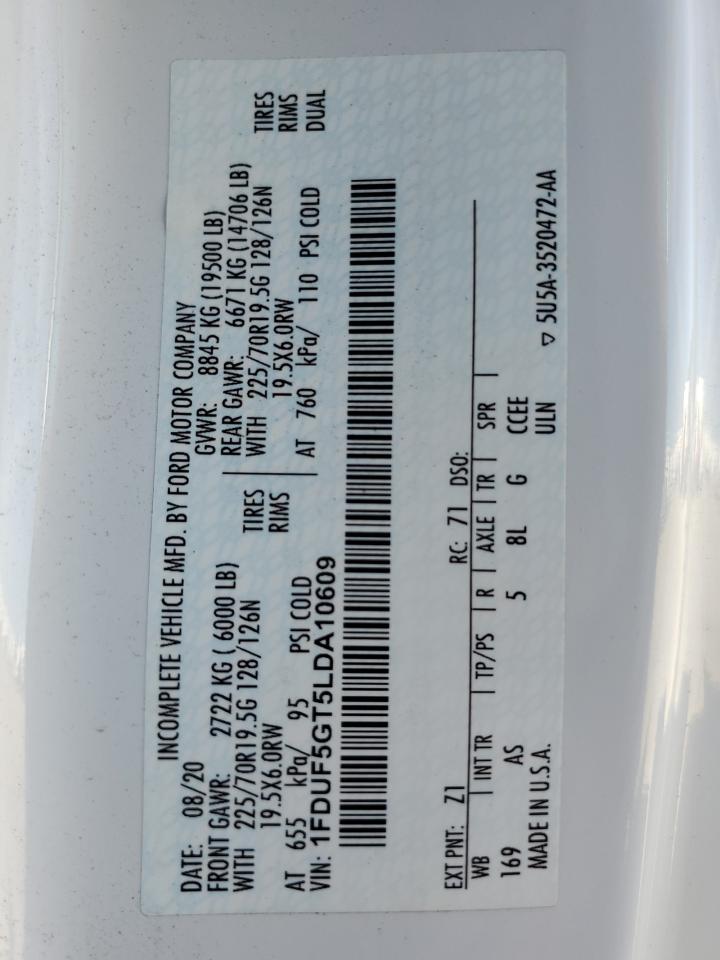 INCOMPLETE VEHICLE MFD. BY FORD MOTOR COMPANY
DATE: 08/20 GVWR: 8845 KG (19500 LB)
FRONT GAWR: 2722 KG ( 6000 LB) REAR GAWR: 6671 KG (14706 LB)
WITH 225/70R19.5G 128/126N TIRES WITH 225/70R19.5G 128/126N TIRES
19.5X6.0RW RIMS 19.5X6.0RW RIMS
AT 655 kPa/ 95 PSI COLD AT 760 kPa/ 110 PSI COLD DUAL
VIN: 1FDUF5GT5LDA10609
EXT PNT: Z1 RC: 71 DSO:
WB INT TR TP/PS R AXLE TR SPR
169 AS 5 8L G CCEE
MADE IN U.S.A. ULN
▽ 5U5A-3520472-AA